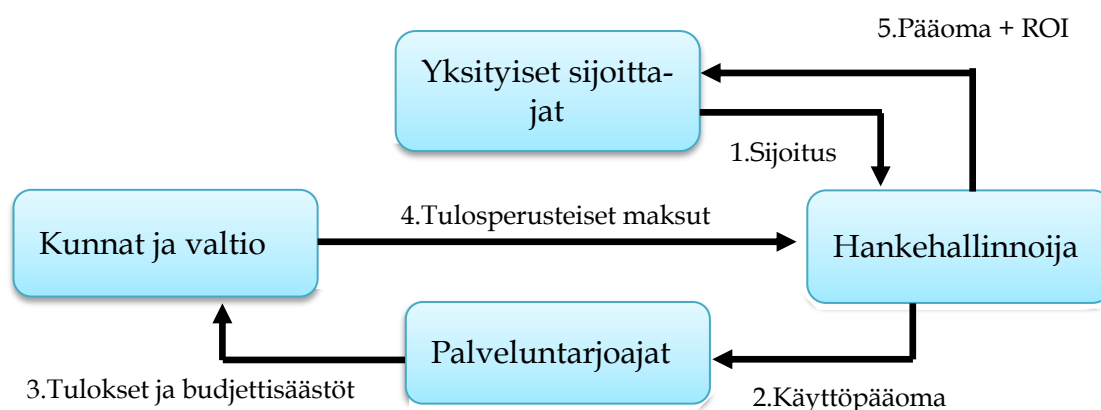 5.Pääoma + ROI
Yksityiset sijoitta-
jat
1.Sijoitus
4.Tulosperusteiset maksut
Kunnat ja valtio
Hankehallinnoija
Palveluntarjoajat
3.Tulokset ja budjettisäästöt
2.Käyttöpääoma